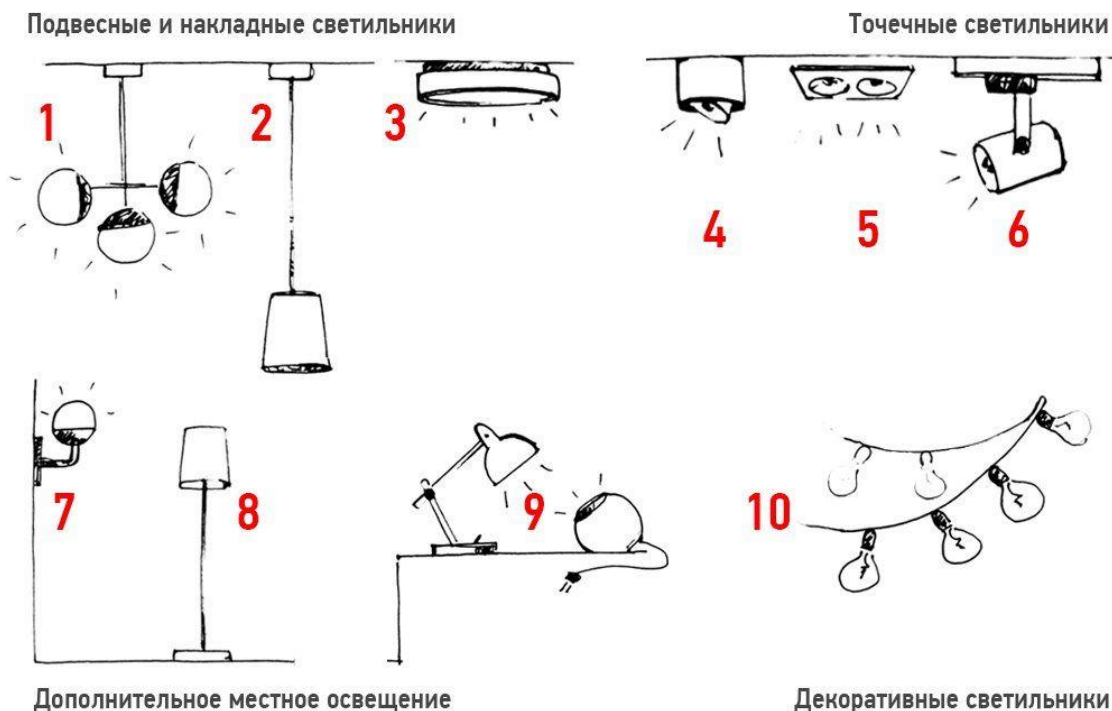 Подвесные и накладные светильники
Точечные светильники
1
2
3
4
5
6
7
8
9
10
Дополнительное местное освещение
Декоративные светильники